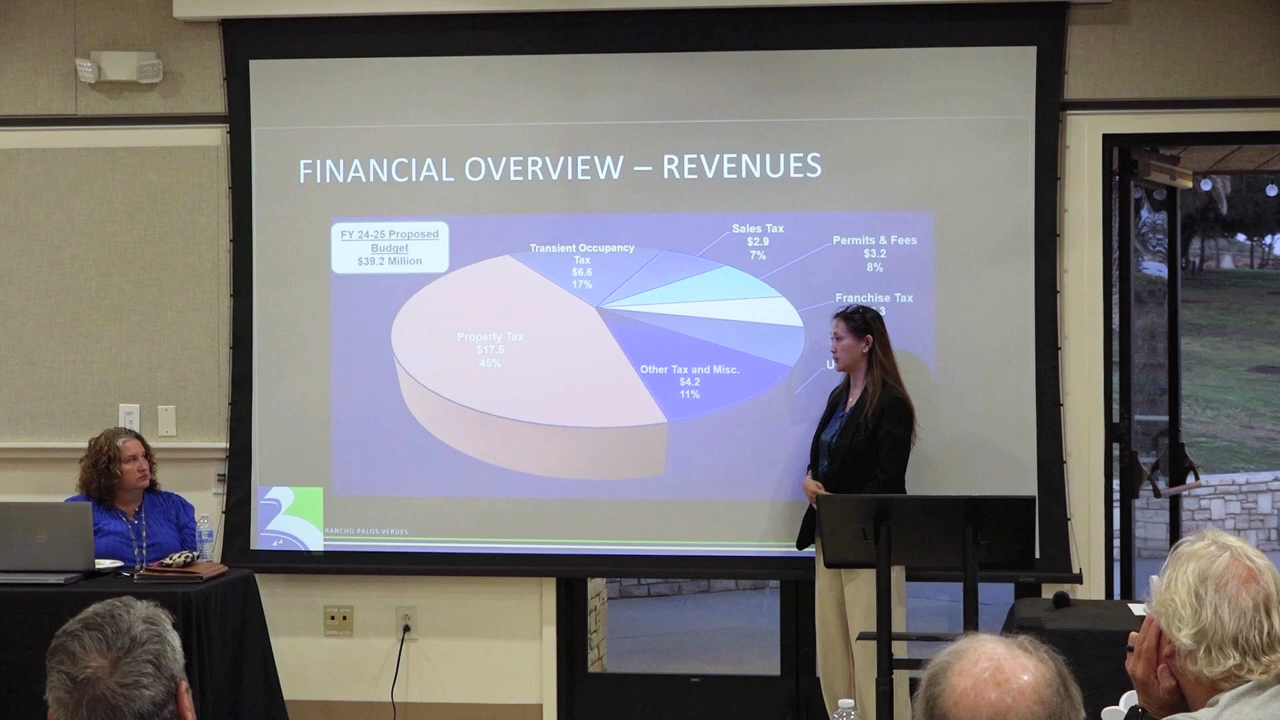 FINANCIAL OVERVIEW – REVENUES
FY 24-25 Proposed
Budget
$39.2 Million
Transient Occupancy
Tax
$6.6
17%
Sales Tax
$2.9
7%
Permits & Fees
$3.2
8%
Franchise Tax
Property Tax
$17.5
45%
Other Tax and Misc.
$4.2
11%
RANCHO PALOS VERDES